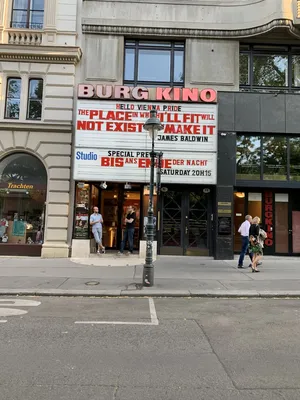 BURG KINO
HELLO VIENNA PRIDE
THE PLACE IN WHICH I'LL FIT WILL
NOT EXIST MAKE IT
JAMES BALDWIN
Studio
SPECIAL PREVIEW
BIS ANS ENDE DER NACHT
SATURDAY 20H15
Trachten